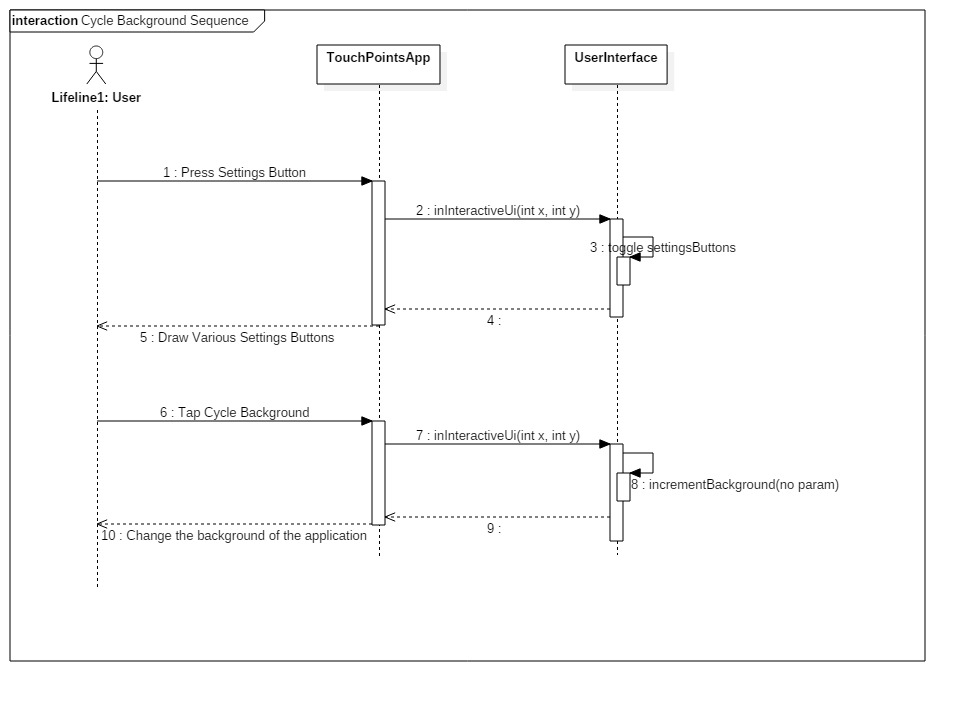 interaction Cycle Background Sequence
TouchPointsApp
UserInterface
Lifeline1: User
1 : Press Settings Button
2 : inInteractiveUi(int x, int y)
3 : toggle settingsButtons
4 :
5 : Draw Various Settings Buttons
6 : Tap Cycle Background
7 : inInteractiveUi(int x, int y)
8 : incrementBackground(no param)
9 :
10 : Change the background of the application